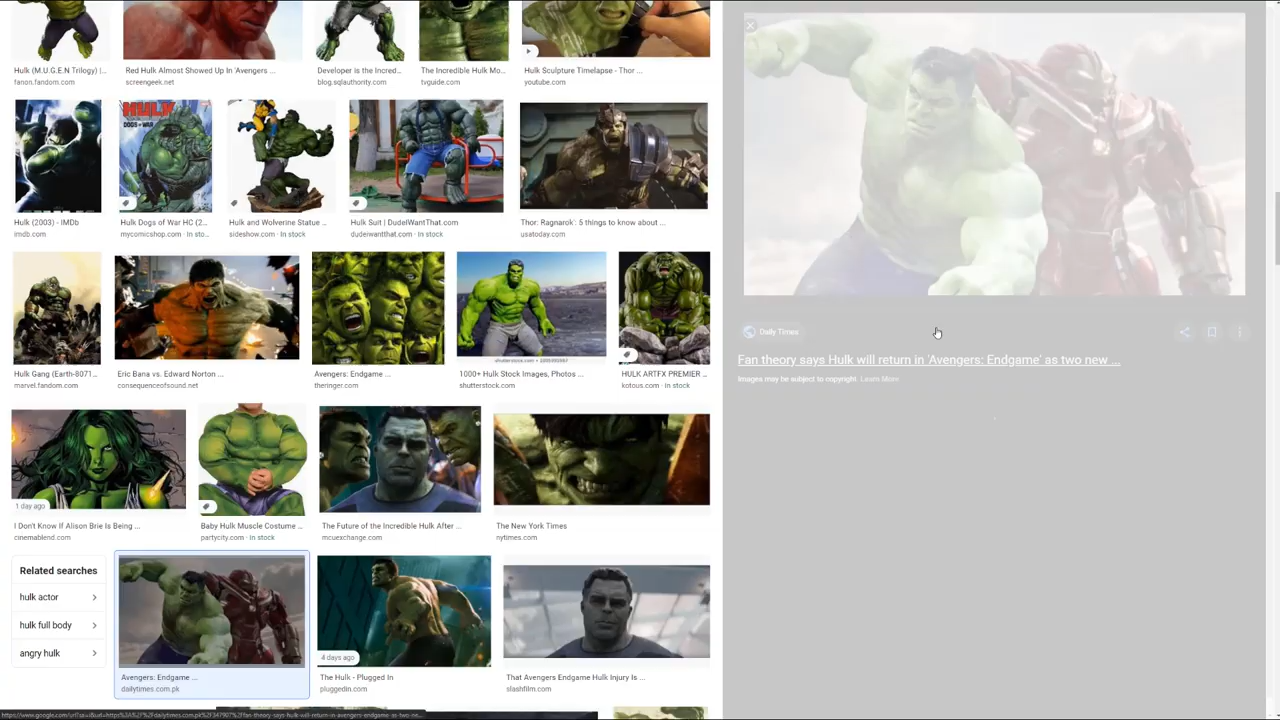 Hulk (M.U.G.E.N Trilogy) |...
fanon.fandom.com
Red Hulk Almost Showed Up In 'Avengers ...
screengeek.net
Developer is the Incred...
blog.sqlauthority.com
The Incredible Hulk Mo...
tvguide.com
Hulk Sculpture Timelapse - Thor ...
youtube.com
HULK
DOGS of WAR
Hulk (2003) - IMDb
imdb.com
Hulk Dogs of War HC (2...
mycomicshop.com · In sto...
Hulk and Wolverine Statue ...
sideshow.com · In stock
Hulk Suit | DudeIWantThat.com
dudeiwantthat.com · In stock
Thor: Ragnarok': 5 things to know about ...
usatoday.com
Hulk Gang (Earth-8071...
marvel.fandom.com
Eric Bana vs. Edward Norton ...
consequenceofsound.net
Avengers: Endgame ...
theringer.com
1000+ Hulk Stock Images, Photos ...
shutterstock.com
HULK ARTFX PREMIER ...
kotous.com · In stock
1 day ago
I Don't Know If Alison Brie Is Being ...
cinemablend.com
Baby Hulk Muscle Costume ...
partycity.com · In stock
The Future of the Incredible Hulk After ...
mcuexchange.com
The New York Times
nytimes.com
Related searches
hulk actor
hulk full body
angry hulk
Avengers: Endgame ...
dailytimes.com.pk
4 days ago
The Hulk - Plugged In
pluggedin.com
That Avengers Endgame Hulk Injury Is ...
slashfilm.com
Daily Times
Fan theory says Hulk will return in 'Avengers: Endgame' as two new ...
Images may be subject to copyright. Learn More